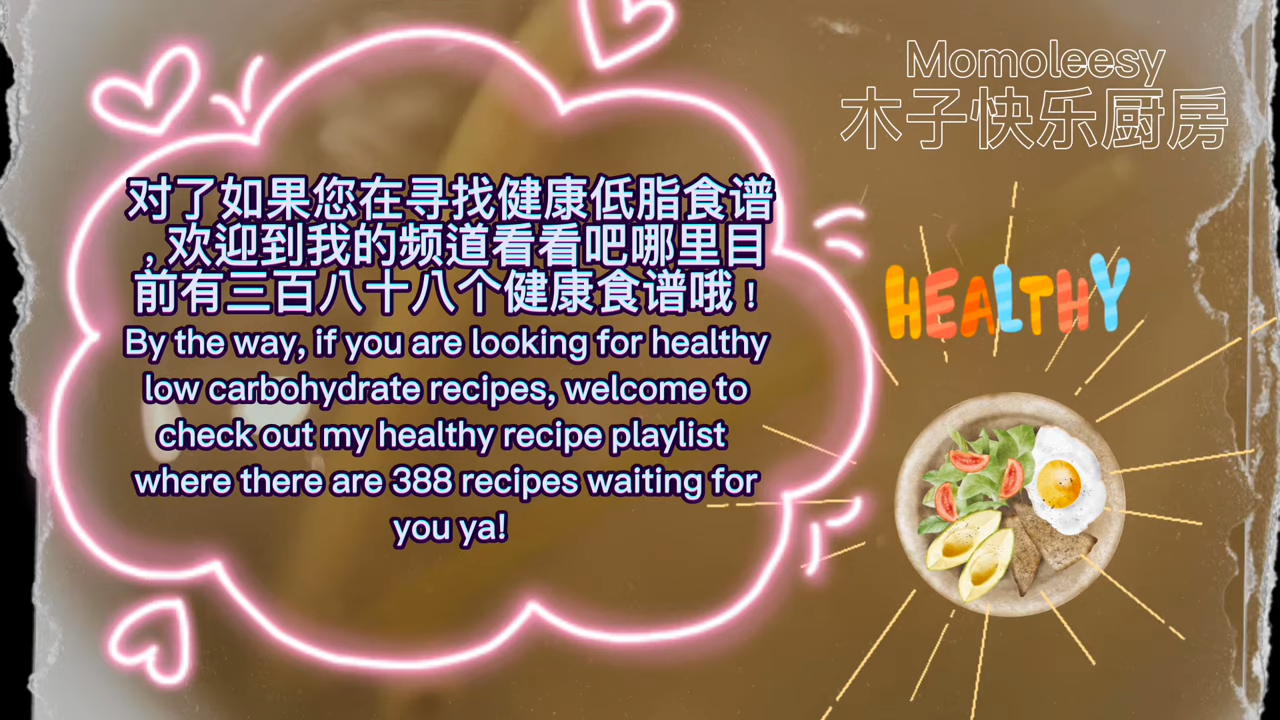 Momoleesy
木子快乐厨房
对了如果您在寻找健康低脂食谱
,欢迎到我的频道看看吧哪里目
前有三百八十八个健康食谱哦!
By the way, if you are looking for healthy
low carbohydrate recipes, welcome to
check out my healthy recipe playlist
where there are 388 recipes waiting for
you ya!
HEALTHY